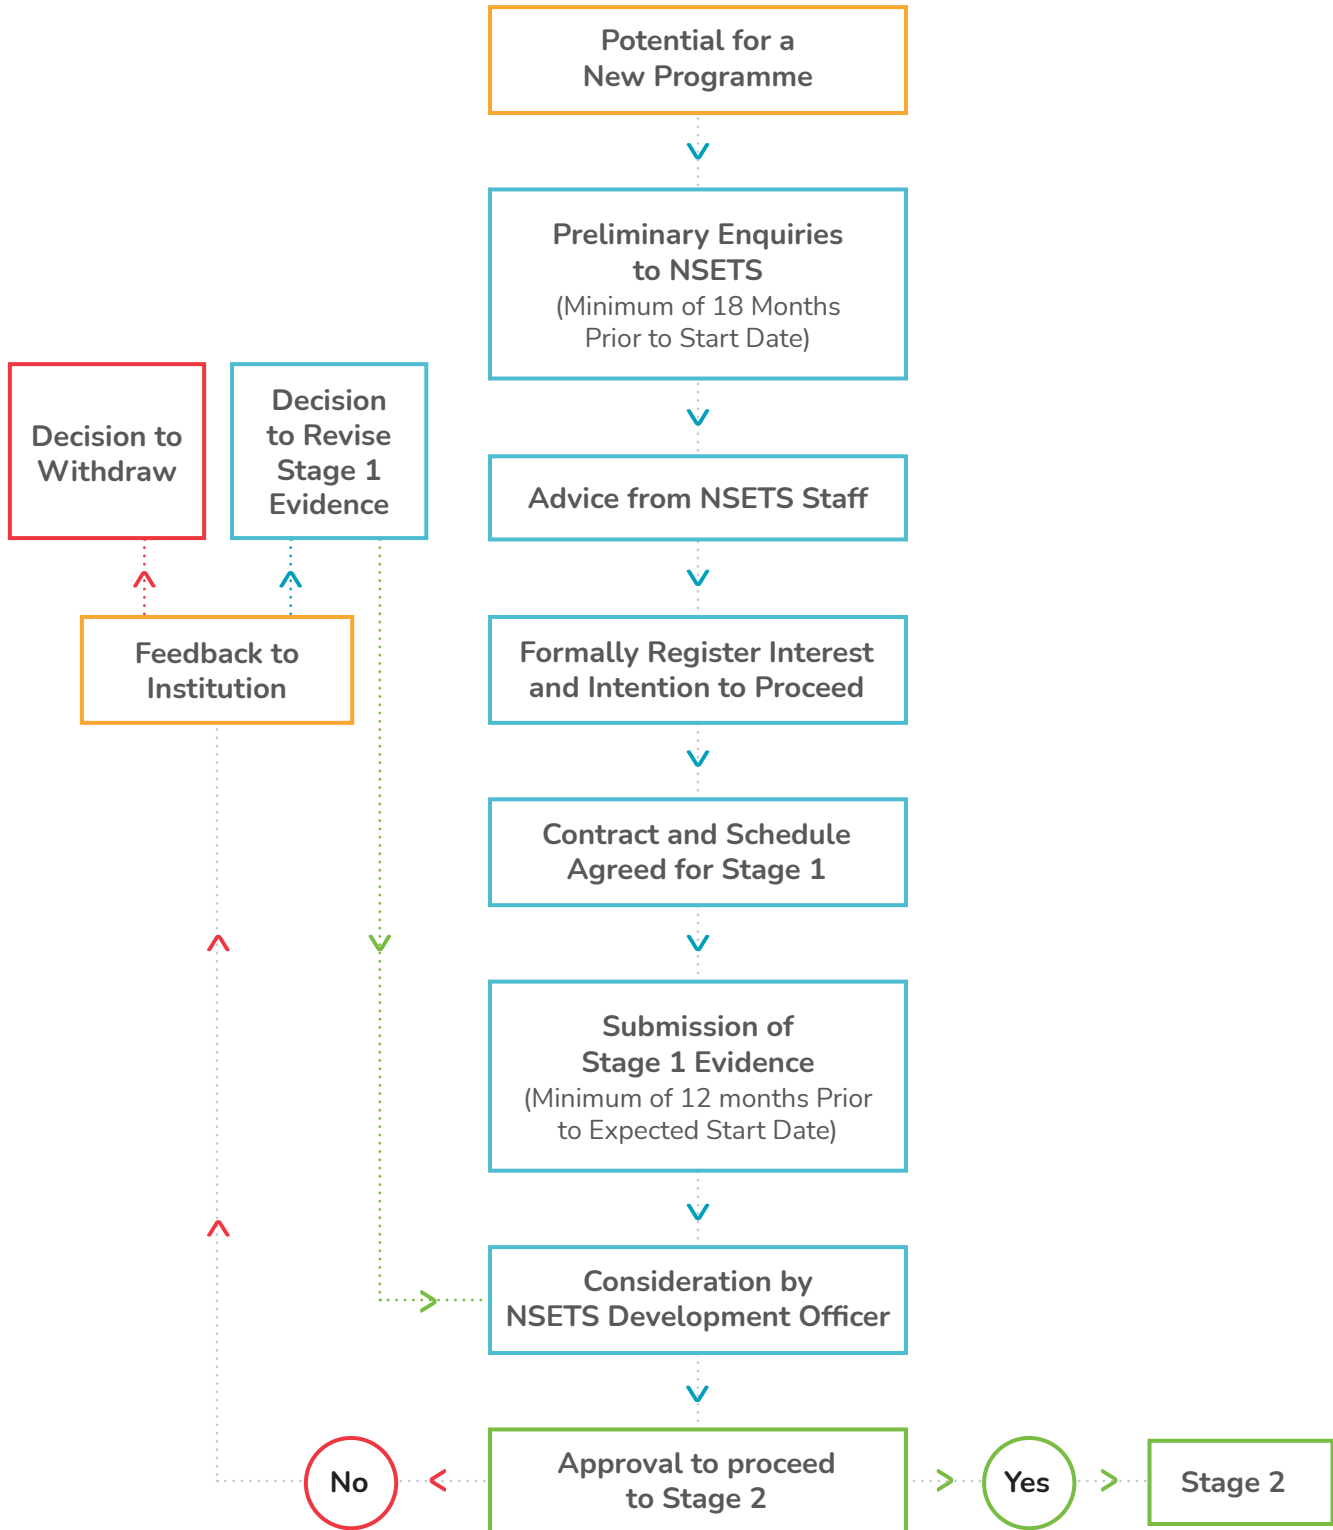 Potential for a
New Programme
Preliminary Enquiries
to NSETS
(Minimum of 18 Months
Prior to Start Date)
Decision to
Withdraw
Decision
to Revise
Stage 1
Evidence
Advice from NSETS Staff
Feedback to
Institution
Formally Register Interest
and Intention to Proceed
Contract and Schedule
Agreed for Stage 1
Submission of
Stage 1 Evidence
(Minimum of 12 months Prior
to Expected Start Date)
Consideration by
NSETS Development Officer
No
Approval to proceed
to Stage 2
Yes
Stage 2